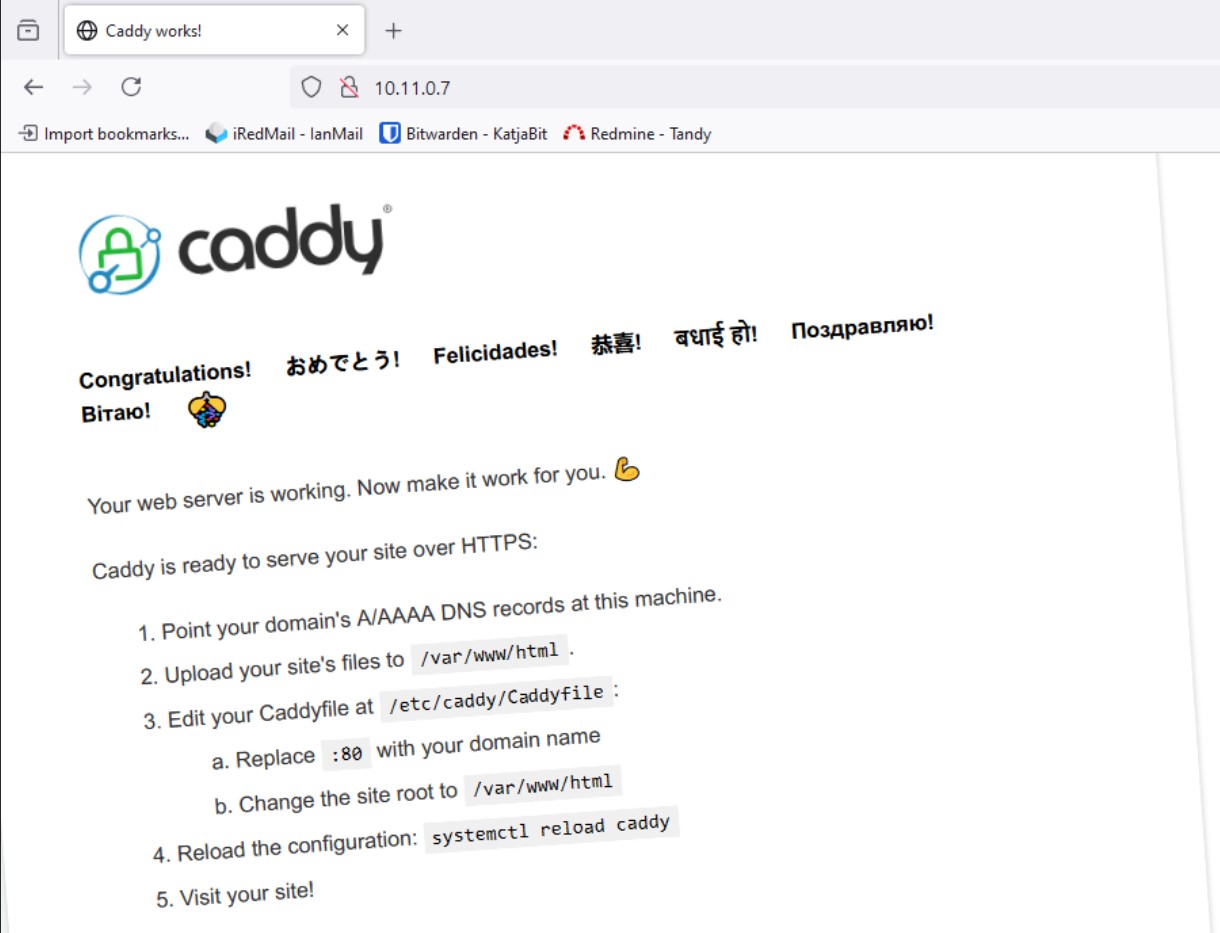 Caddy works!
10.11.0.7
Import bookmarks... iRedMail - IanMail Bitwarden - KatjaBit Redmine - Tandy
caddy®
Congratulations! おめでとう! Felicidades! 恭喜! बधाई हो! Поздравляю!
Вітаю!
Your web server is working. Now make it work for you. 💪
Caddy is ready to serve your site over HTTPS:
1. Point your domain's A/AAAA DNS records at this machine.
2. Upload your site's files to /var/www/html .
3. Edit your Caddyfile at /etc/caddy/Caddyfile :
a. Replace :80 with your domain name
b. Change the site root to /var/www/html
4. Reload the configuration: systemctl reload caddy
5. Visit your site!